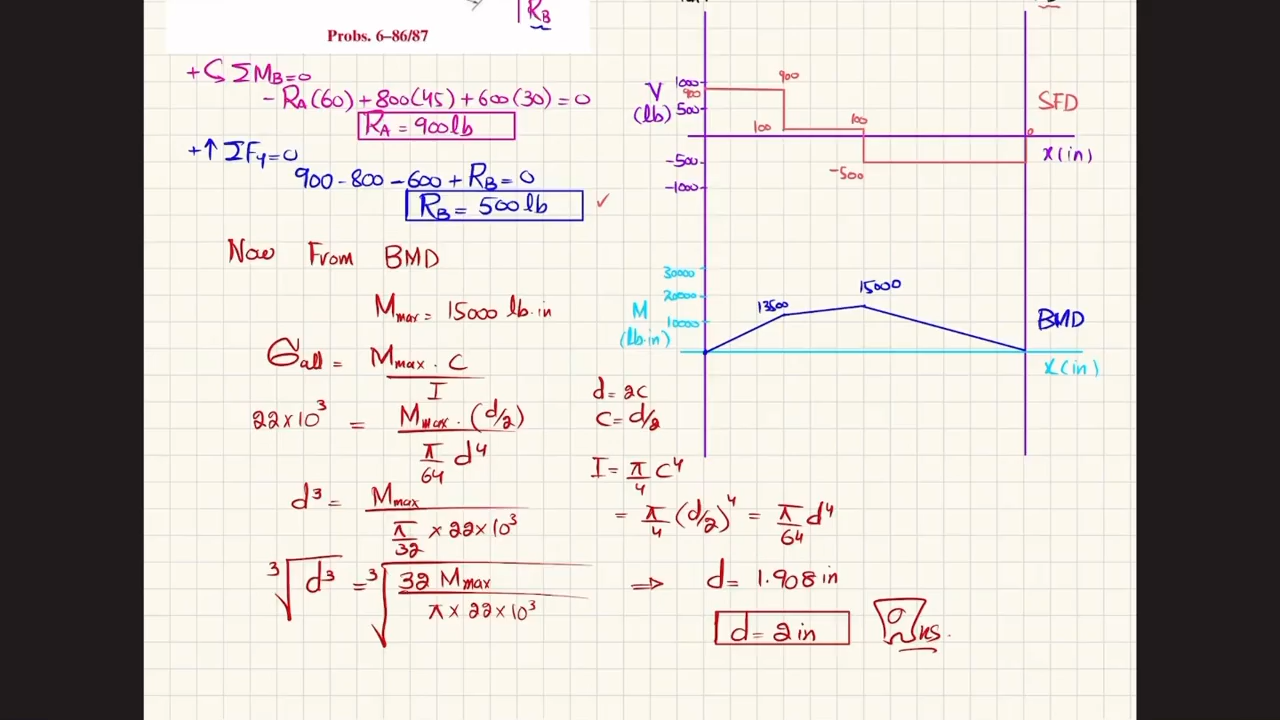 R_B
Probs. 6–86/87
+↺ ΣM_B=0
- R_A(60) + 800(45) + 600(30) = 0
R_A = 900lb
+↑ ΣF_y=0
900 - 800 - 600 + R_B = 0
R_B = 500lb ✓
Now From BMD
M_max = 15000 lb.in
σ_all = M_max . C / I
22×10³ = M_max . (d/2) / π/64 d⁴
d³ = M_max / π/32 × 22×10³
³√d³ = ³√(32 M_max / π × 22×10³)
d = 2c
C = d/2
I = π/4 C⁴
= π/4 (d/2)⁴ = π/64 d⁴
⇒ d = 1.908 in
d = 2 in
Ans.
V
(lb)
1000
900
500
-500
-1000
900
100
100
-500
0
SFD
x(in)
M
(lb.in)
30000
20000
10000
13500
15000
BMD
x(in)